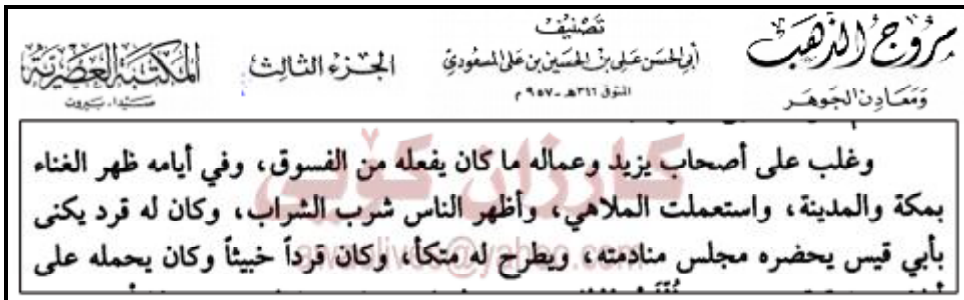 مروج الذهب
ومعادن الجوهر
تصنيف
أبي الحسن علي بن الحسين بن علي المسعودي
المتوفى ٣٤٦هـ - ٩٥٧ م
الجزء الثالث
المكتبة العصرية
صيدا - بيروت
وغلب على أصحاب يزيد وعماله ما كان يفعله من الفسوق، وفي أيامه ظهر الغناء
بمكة والمدينة، واستعملت الملاهي، وأظهر الناس شرب الشراب، وكان له قرد يكنى
بأبي قيس يحضره مجلس منادمته، ويطرح له متكأ، وكان قرداً خبيثاً وكان يحمله على
كارزان كۆيى